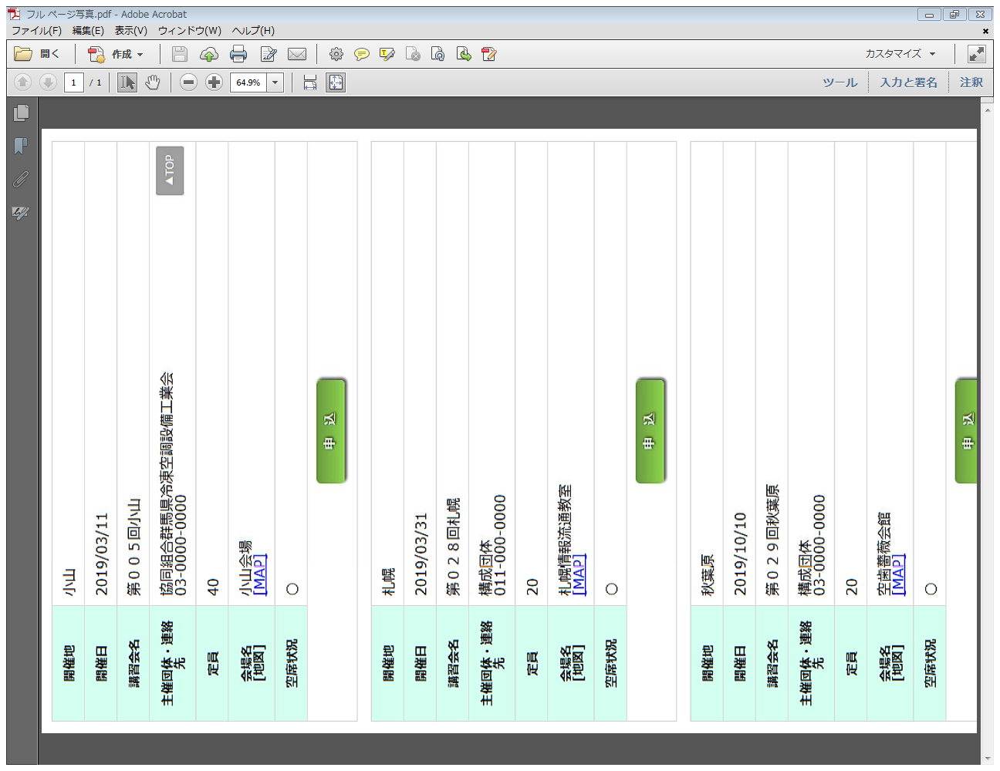 フル ページ写真.pdf - Adobe Acrobat
ファイル(F) 編集(E) 表示(V) ウィンドウ(W) ヘルプ(H)
開く 作成 カスタマイズ
1 / 1 64.9% ツール 入力と署名 注釈
▲TOP
開催地 小山
開催日 2019/03/11
講習会名 第００５回小山
主催団体・連絡先 協同組合群馬県冷凍空調設備工業会
03-0000-0000
定員 40
会場名 小山会場
[地図] [MAP]
空席状況 ○
申 込
開催地 札幌
開催日 2019/03/31
講習会名 第０２８回札幌
主催団体・連絡先 構成団体
011-000-0000
定員 20
会場名 札幌情報流通教室
[地図] [MAP]
空席状況 ○
申 込
開催地 秋葉原
開催日 2019/10/10
講習会名 第０２９回秋葉原
主催団体・連絡先 構成団体
03-0000-0000
定員 20
会場名 空歯薔薇会館
[地図] [MAP]
空席状況 ○
申 込